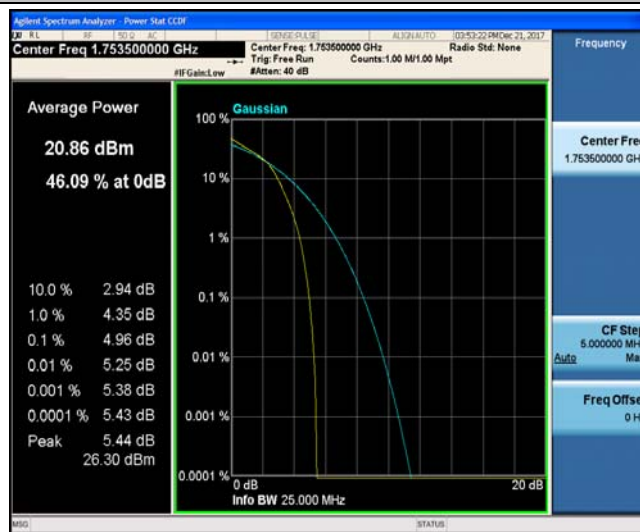 Agilent Spectrum Analyzer - Power Stat CCDF
RL RF 50 Ω AC SENSE:PULSE ALIGN AUTO 03:53:22 PM Dec 21, 2017
Center Freq 1.753500000 GHz
Center Freq: 1.753500000 GHz Radio Std: None
Trig: Free Run Counts:1.00 M/1.00 Mpt
#IFGain:Low #Atten: 40 dB
Frequency
Average Power
20.86 dBm
46.09 % at 0dB
10.0 % 2.94 dB
1.0 % 4.35 dB
0.1 % 4.96 dB
0.01 % 5.25 dB
0.001 % 5.38 dB
0.0001 % 5.43 dB
Peak 5.44 dB
26.30 dBm
Gaussian
100 %
10 %
1 %
0.1 %
0.01 %
0.001 %
0.0001 %
0 dB 20 dB
Info BW 25.000 MHz
Center Fre
1.753500000 GH
CF Step
5.000000 MH
Auto Ma
Freq Offse
0 H
MSG STATUS